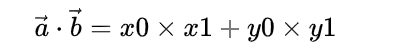 a⃗ · b⃗ = x0 × x1 + y0 × y1